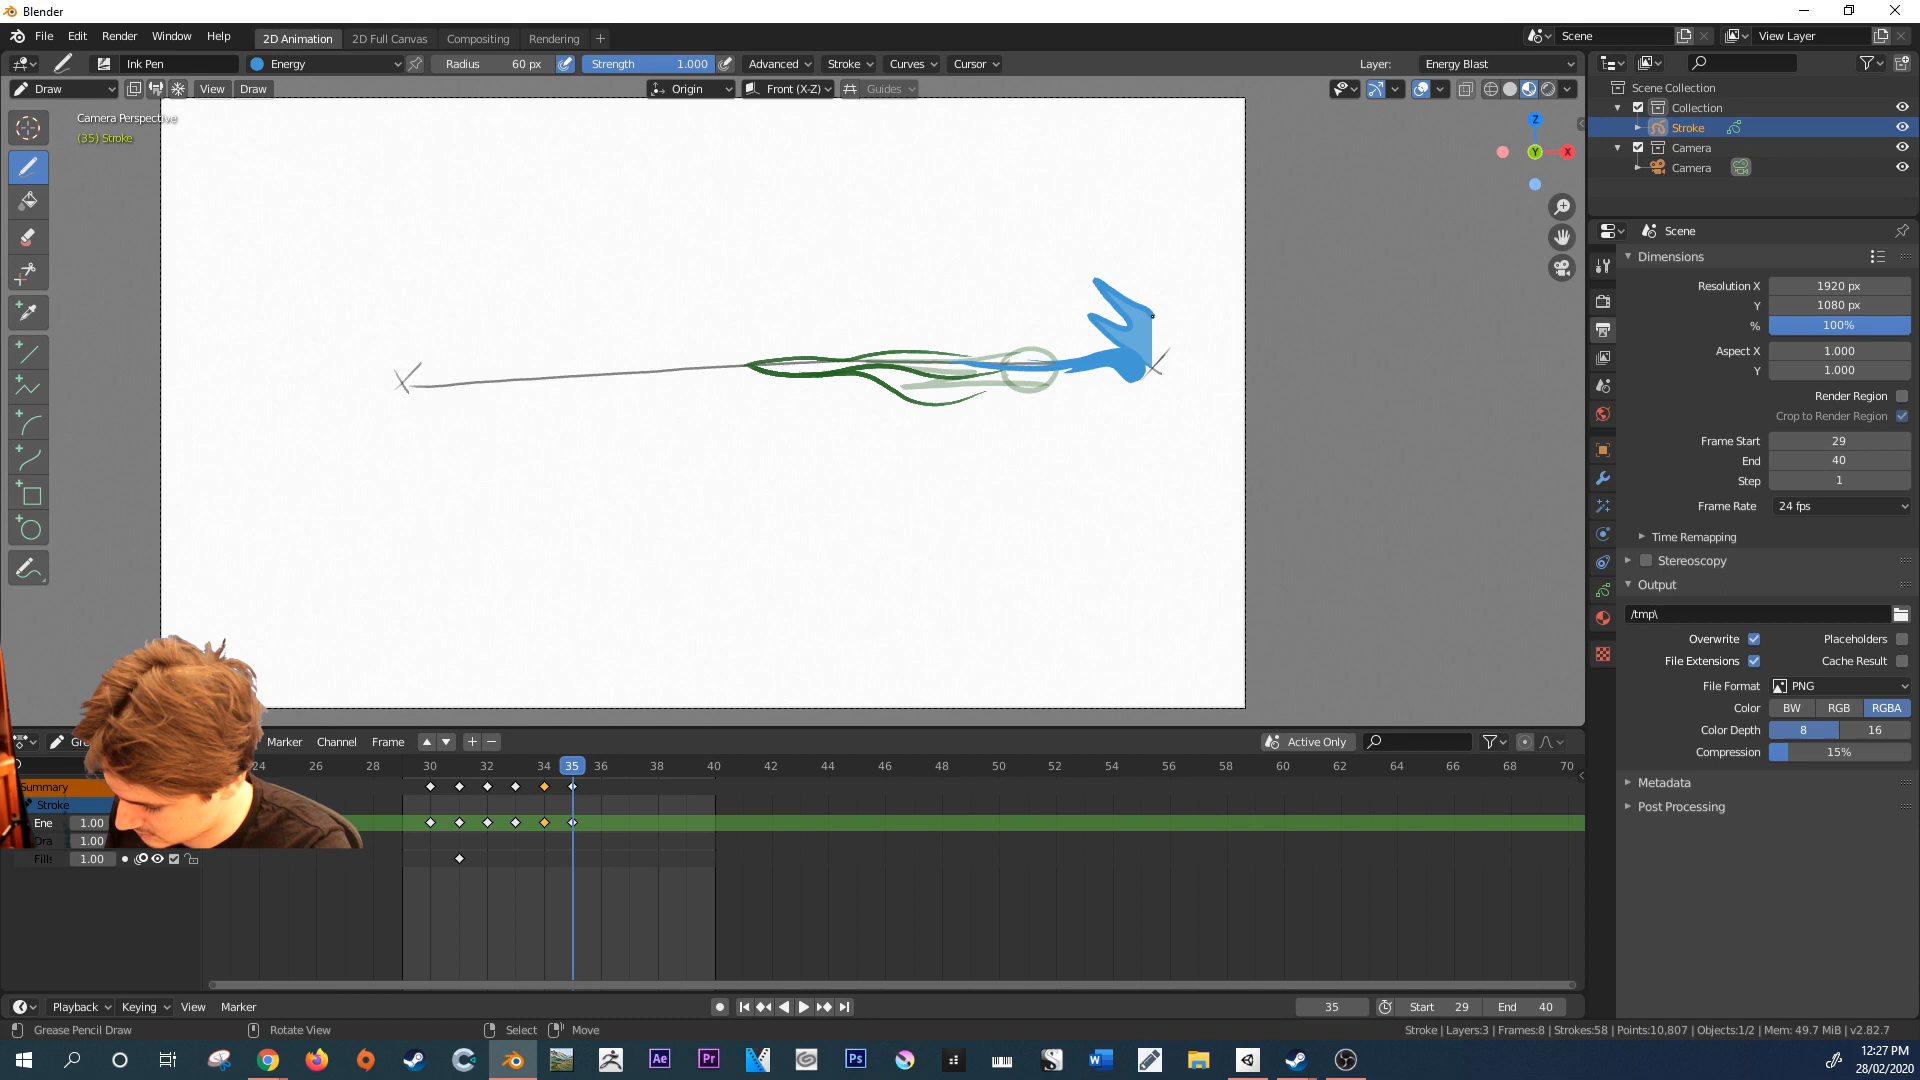 Blender
File Edit Render Window Help
2D Animation 2D Full Canvas Compositing Rendering +
Scene View Layer
Ink Pen Energy Radius 60 px Strength 1.000 Advanced Stroke Curves Cursor Layer: Energy Blast
Draw View Draw Origin Front (X-Z) Guides
Camera Perspective
(35) Stroke
Z
Y X
Scene Collection
Collection
Stroke
Camera
Camera
Scene
Dimensions
Resolution X 1920 px
Y 1080 px
% 100%
Aspect X 1.000
Y 1.000
Render Region
Crop to Render Region
Frame Start 29
End 40
Step 1
Frame Rate 24 fps
Time Remapping
Stereoscopy
Output
/tmp\
Overwrite Placeholders
File Extensions Cache Result
File Format PNG
Color BW RGB RGBA
Color Depth 8 16
Compression 15%
Metadata
Post Processing
Gre Marker Channel Frame Active Only
24 26 28 30 32 34 35 36 38 40 42 44 46 48 50 52 54 56 58 60 62 64 66 68 70
Summary
Stroke
Ene 1.00
Dra 1.00
Fills 1.00
Playback Keying View Marker 35 Start 29 End 40
Grease Pencil Draw Rotate View Select Move Stroke | Layers:3 | Frames:8 | Strokes:58 | Points:10,807 | Objects:1/2 | Mem: 49.7 MiB | v2.82.7
Ae Pr Ps
12:27 PM
28/02/2020